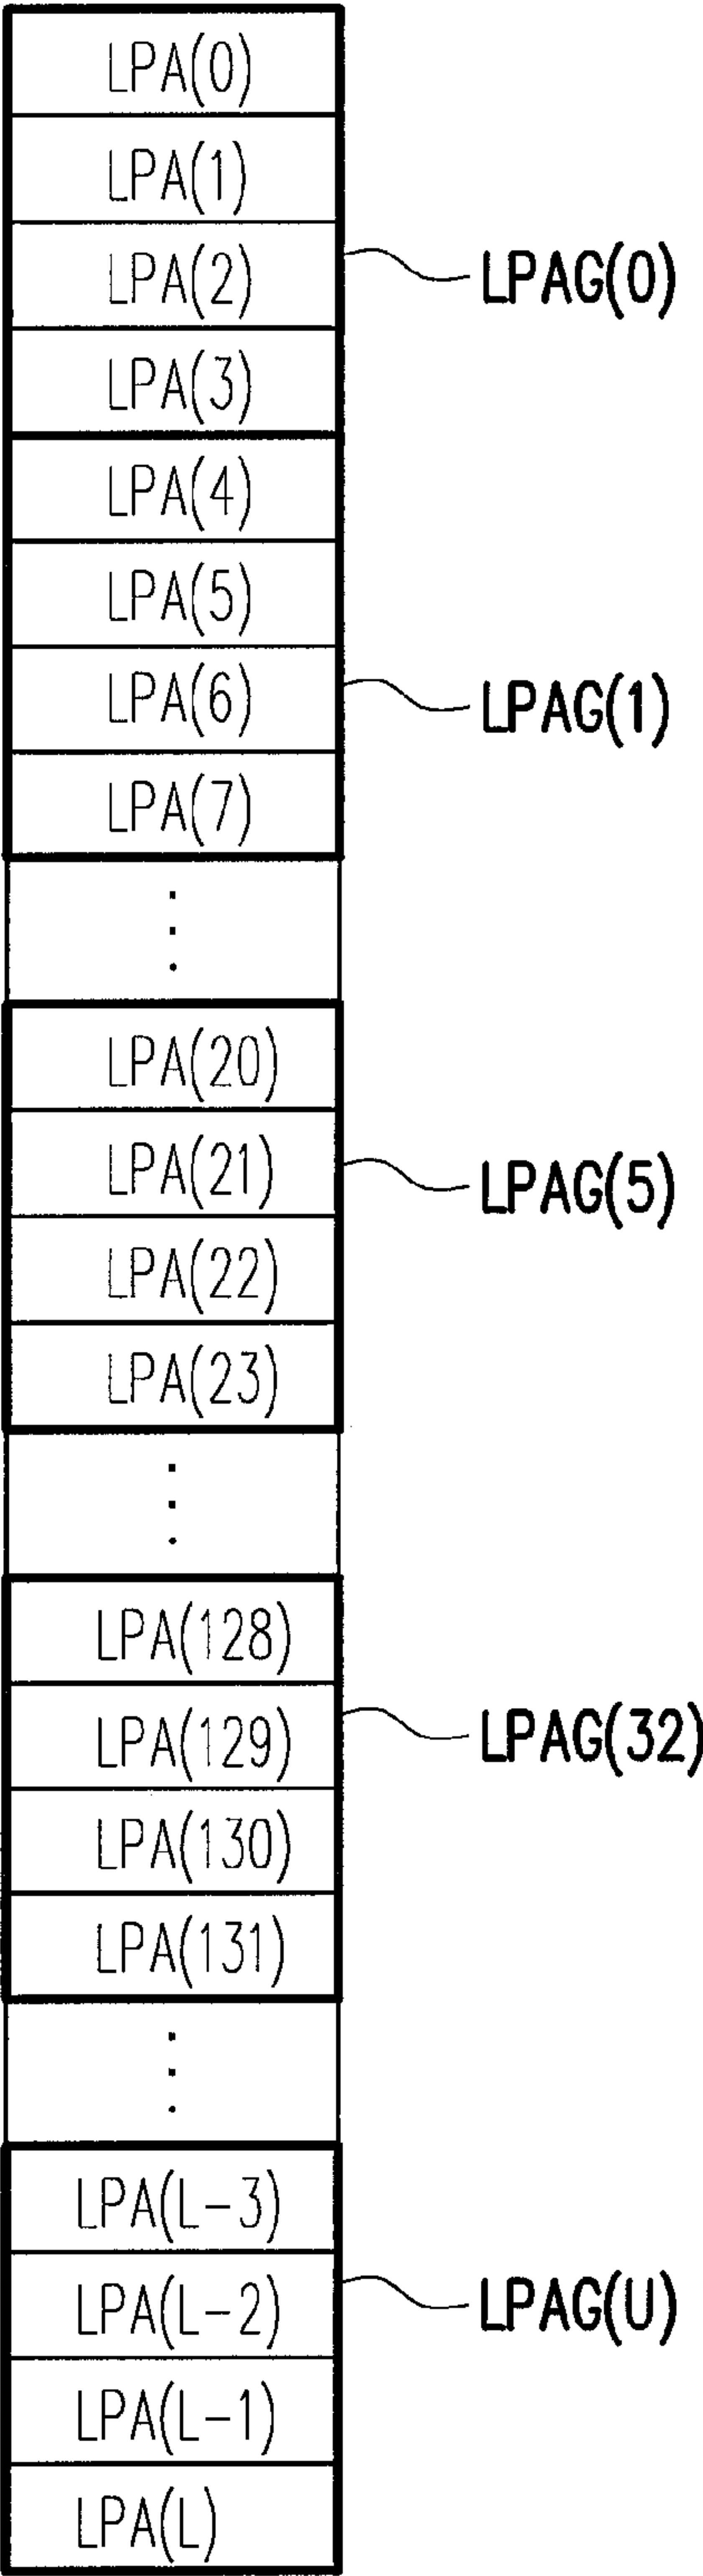 LPA(0)
LPA(1)
LPA(2)
LPAG(0)
LPA(3)
LPA(4)
LPA(5)
LPA(6)
LPAG(1)
LPA(7)
LPA(20)
LPA(21)
LPAG(5)
LPA(22)
LPA(23)
LPA(128)
LPA(129)
LPAG(32)
LPA(130)
LPA(131)
LPA(L-3)
LPA(L-2)
LPAG(U)
LPA(L-1)
LPA(L)